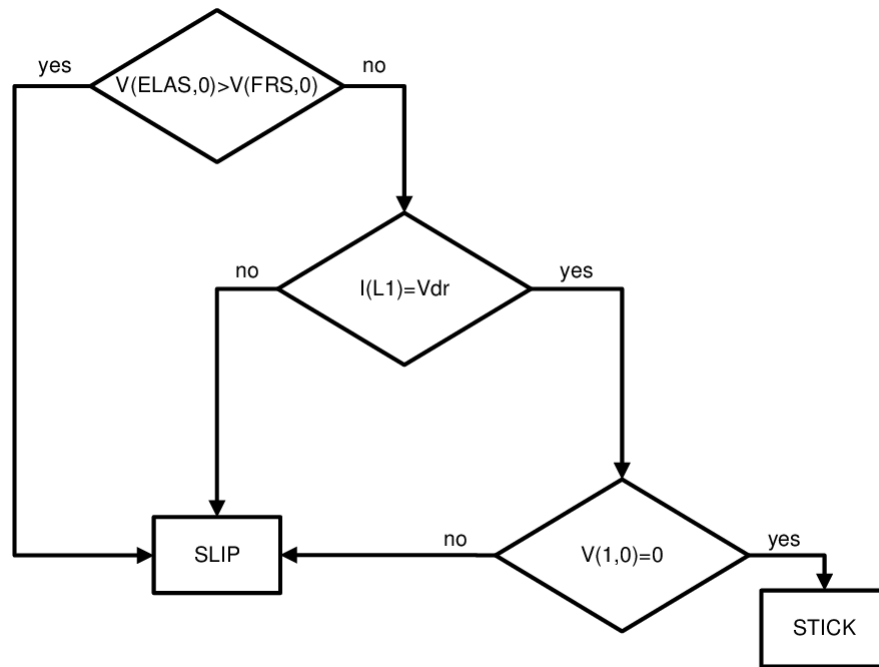 yes
no
V(ELAS,0)>V(FRS,0)
no
yes
I(L1)=Vdr
no
yes
SLIP
V(1,0)=0
STICK